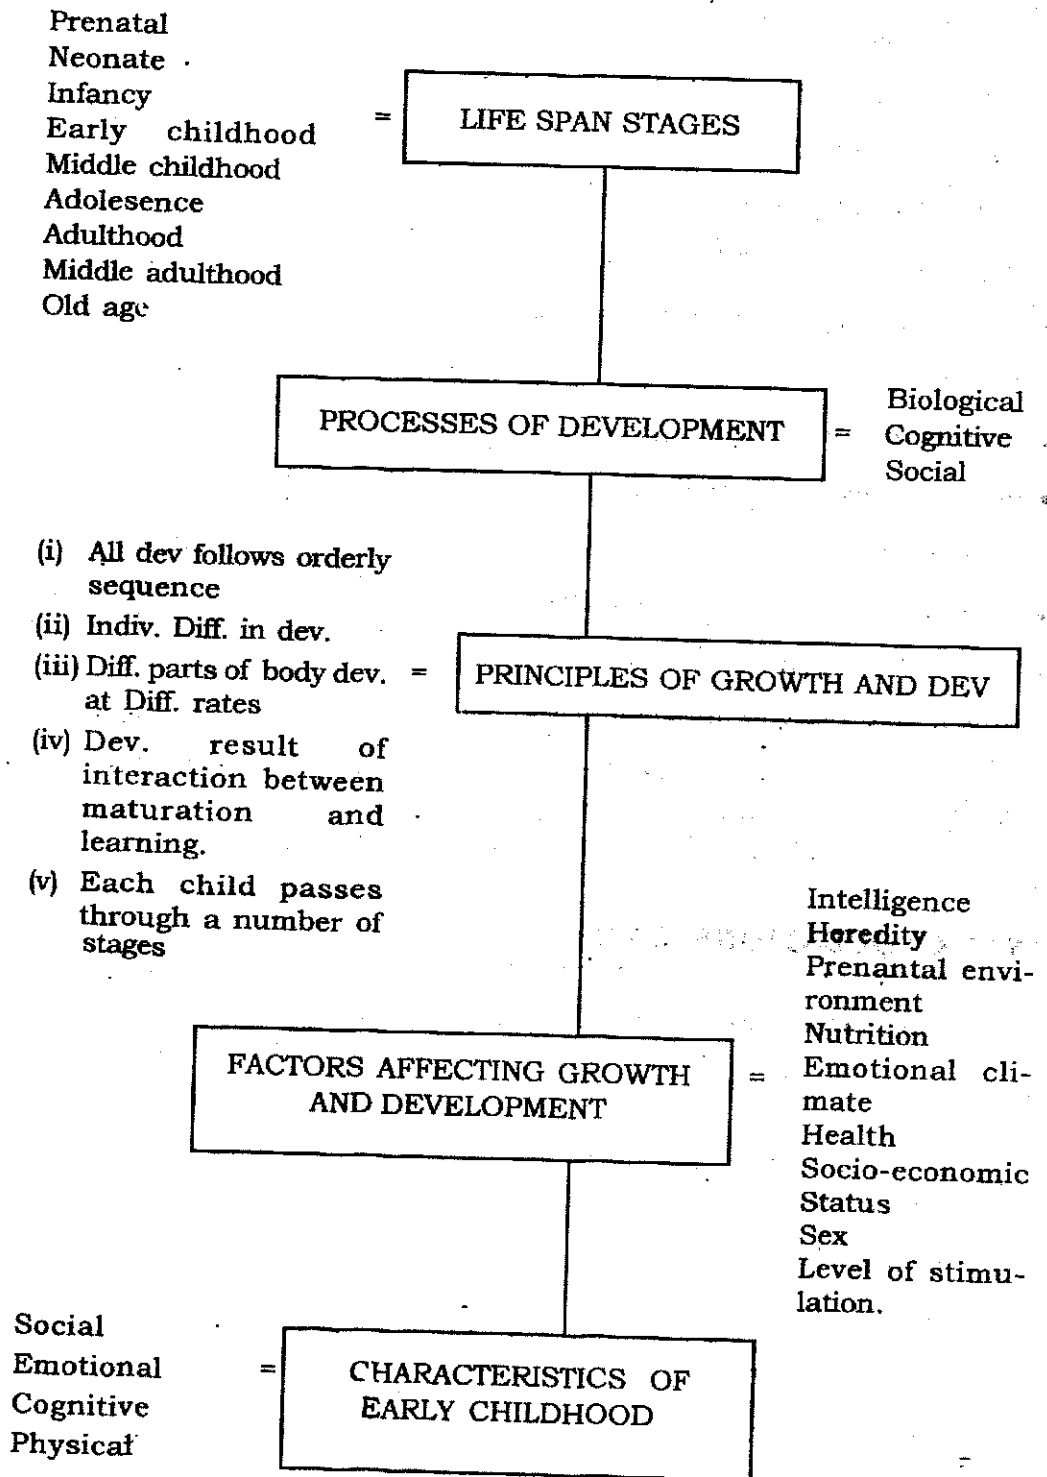 Prenatal
Neonate
Infancy
Early childhood
Middle childhood
Adolesence
Adulthood
Middle adulthood
Old age
=
LIFE SPAN STAGES
PROCESSES OF DEVELOPMENT
=
Biological
Cognitive
Social
(i) All dev follows orderly
sequence
(ii) Indiv. Diff. in dev.
(iii) Diff. parts of body dev.
at Diff. rates
(iv) Dev. result of
interaction between
maturation and
learning.
(v) Each child passes
through a number of
stages
=
PRINCIPLES OF GROWTH AND DEV
FACTORS AFFECTING GROWTH
AND DEVELOPMENT
=
Intelligence
Heredity
Prenantal envi-
ronment
Nutrition
Emotional cli-
mate
Health
Socio-economic
Status
Sex
Level of stimu-
lation.
Social
Emotional
Cognitive
Physical
=
CHARACTERISTICS OF
EARLY CHILDHOOD